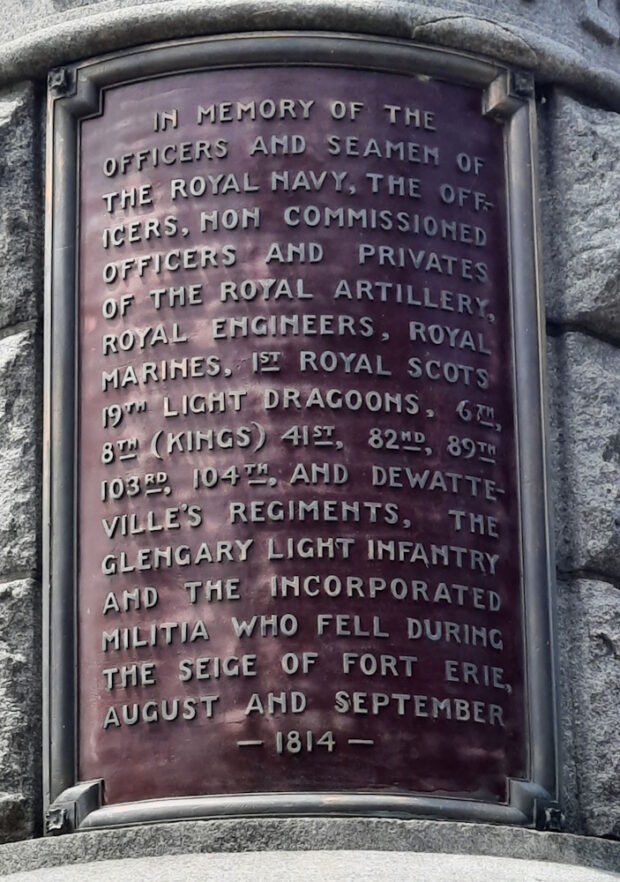 IN MEMORY OF THE
OFFICERS AND SEAMEN OF
THE ROYAL NAVY, THE OFF-
ICERS, NON COMMISSIONED
OFFICERS AND PRIVATES
OF THE ROYAL ARTILLERY,
ROYAL ENGINEERS, ROYAL
MARINES, 1ST ROYAL SCOTS
19TH LIGHT DRAGOONS, 6TH,
8TH (KINGS) 41ST, 82ND, 89TH
103RD, 104TH, AND DEWATTE-
VILLE'S REGIMENTS, THE
GLENGARY LIGHT INFANTRY
AND THE INCORPORATED
MILITIA WHO FELL DURING
THE SEIGE OF FORT ERIE,
AUGUST AND SEPTEMBER
— 1814 —